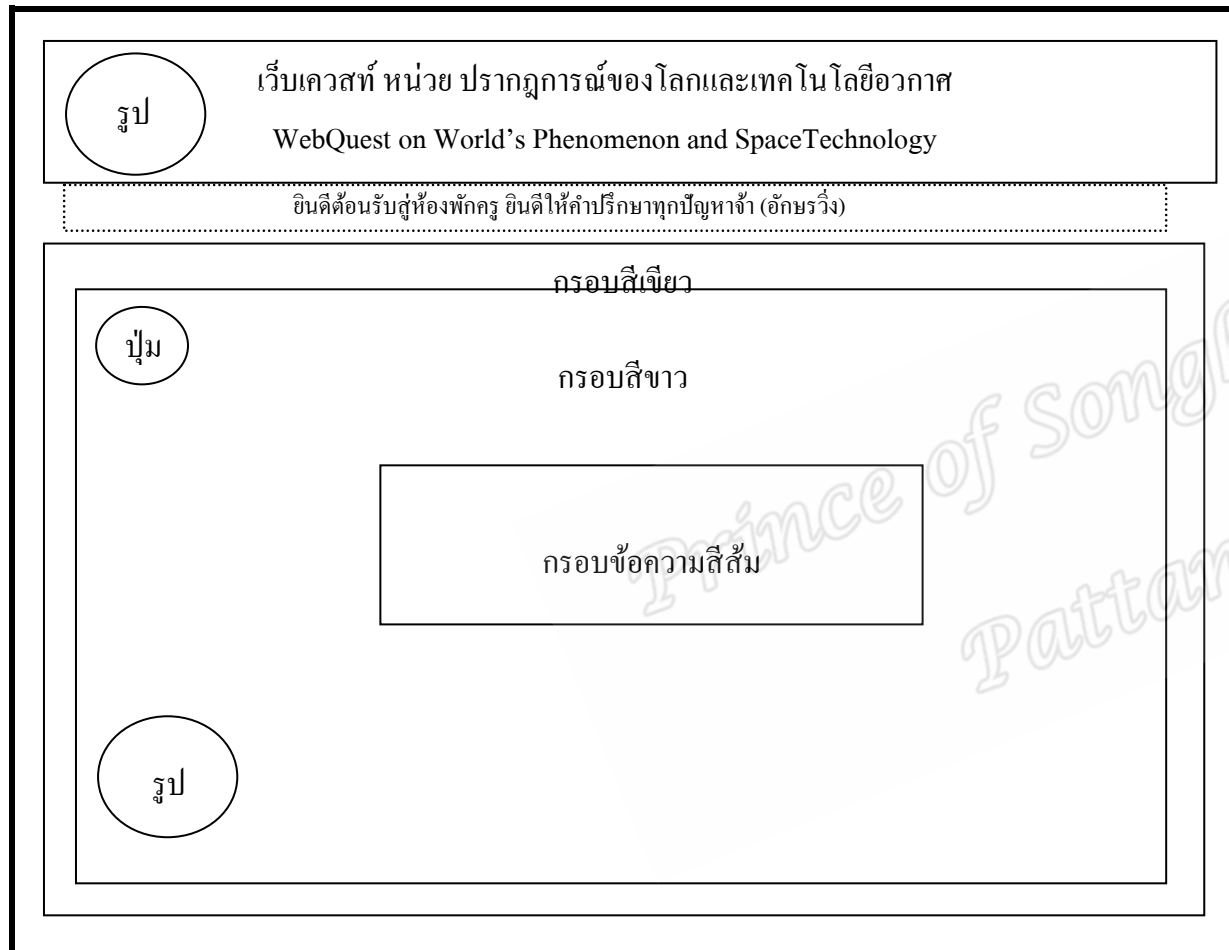 รูป
เว็บเควสท์ หน่วย ปรากฎการณ์ของโลกและเทคโนโลยีอวกาศ
WebQuest on World’s Phenomenon and SpaceTechnology
ยินดีต้อนรับสู่ห้องพักครู ยินดีให้คำปรึกษาทุกปัญหาจ้า (อักษรวิ่ง)
กรอบสีเขียว
ปุ่ม
กรอบสีขาว
กรอบข้อความสีส้ม
รูป
Prince of